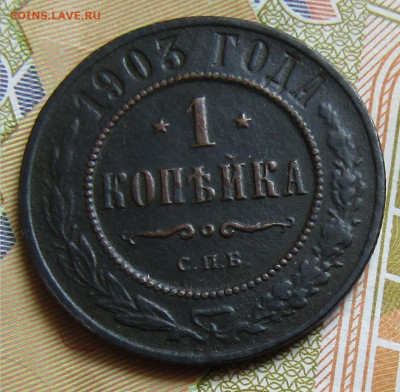 COINS.LAVE.RU
1903 ГОДА
1
КОПѢЙКА
С.П.Б.